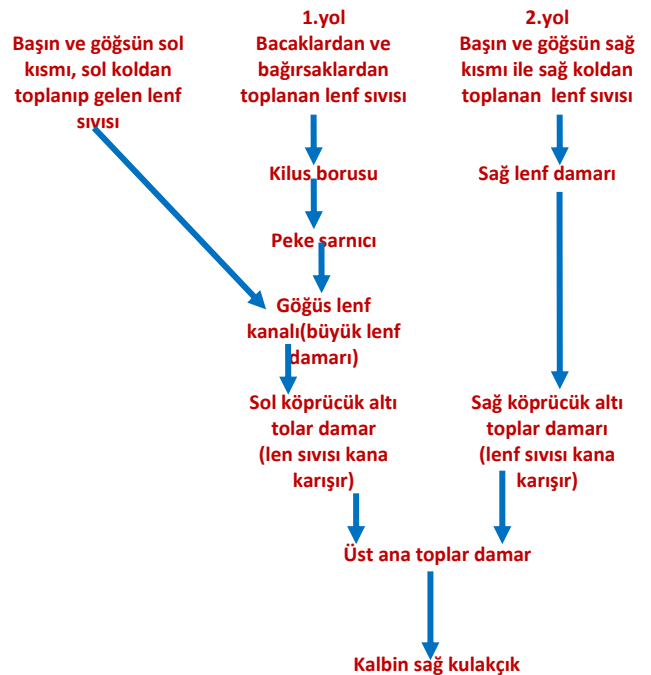 Başın ve göğsün sol
kısmı, sol koldan
toplanıp gelen lenf
sıvısı
1.yol
Bacaklardan ve
bağırsaklardan
toplanan lenf sıvısı
2.yol
Başın ve göğsün sağ
kısmı ile sağ koldan
toplanan lenf sıvısı
Kilus borusu
Sağ lenf damarı
Peke sarnıcı
Göğüs lenf
kanalı(büyük lenf
damarı)
Sol köprücük altı
tolar damar
(len sıvısı kana
karışır)
Sağ köprücük altı
toplar damarı
(lenf sıvısı kana
karışır)
Üst ana toplar damar
Kalbin sağ kulakçık